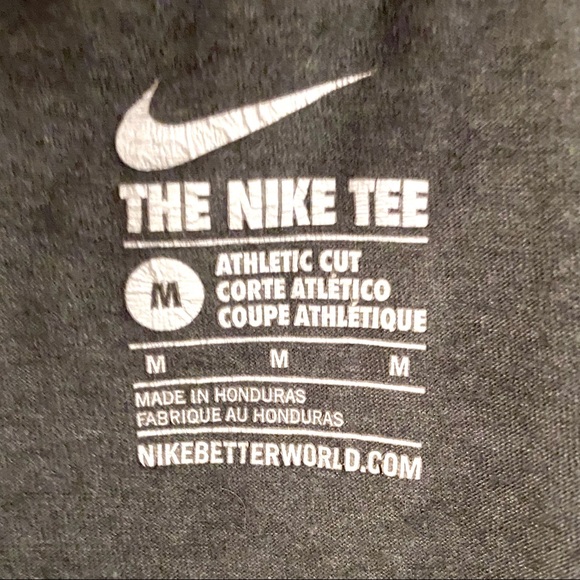 THE NIKE TEE
M
ATHLETIC CUT
CORTE ATLÉTICO
COUPE ATHLÉTIQUE
M M M
MADE IN HONDURAS
FABRIQUE AU HONDURAS
NIKEBETTERWORLD.COM